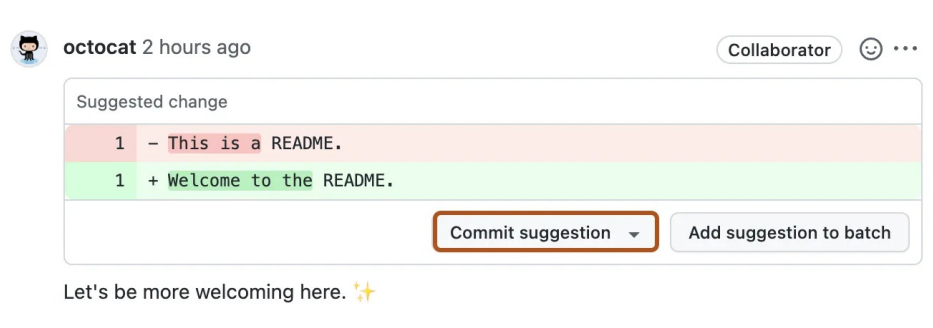 octocat 2 hours ago Collaborator
Suggested change
1 - This is a README.
1 + Welcome to the README.
Commit suggestion Add suggestion to batch
Let's be more welcoming here. ✨